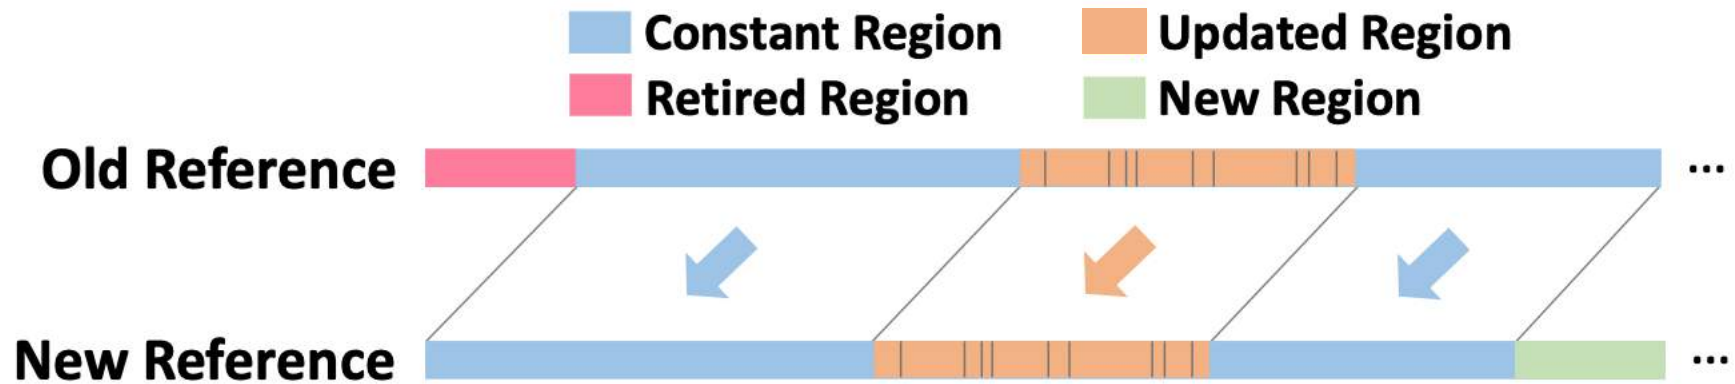 Constant Region
Updated Region
Retired Region
New Region
Old Reference
...
New Reference
...